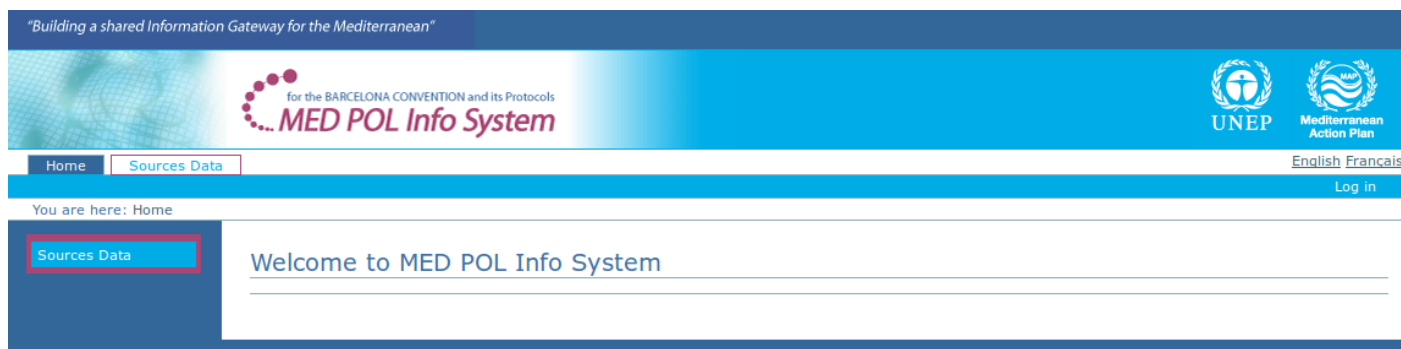 "Building a shared Information Gateway for the Mediterranean"
for the BARCELONA CONVENTION and its Protocols
MED POL Info System
UNEP
MAP
Mediterranean
Action Plan
Home Sources Data
English Français
Log in
You are here: Home
Sources Data
Welcome to MED POL Info System